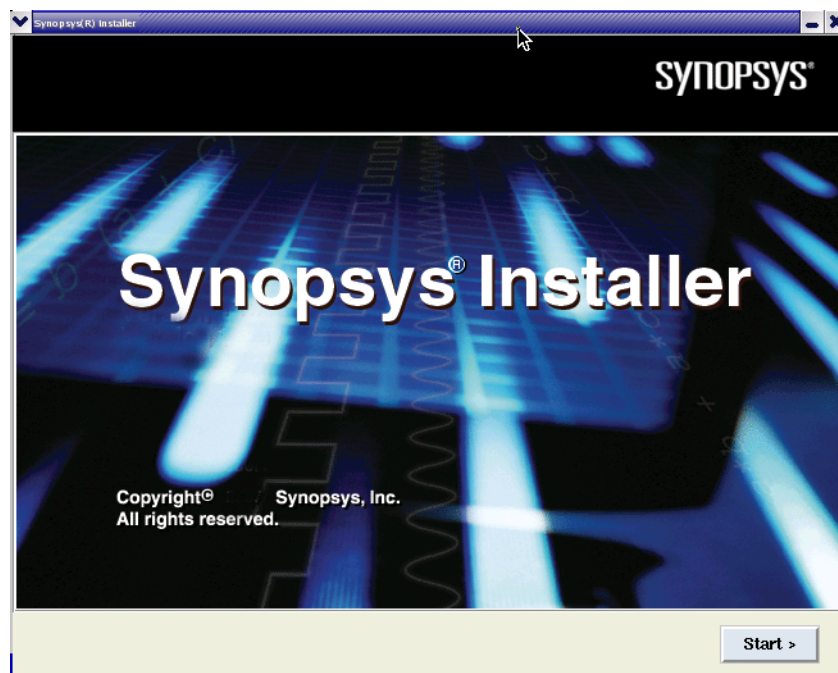 Synopsys(R) Installer
SYNOPSYS®
Synopsys® Installer
Copyright© Synopsys, Inc.
All rights reserved.
Start >